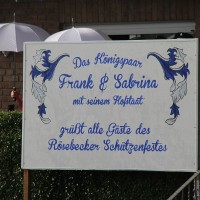 Das Königspaar
Frank & Sabrina
mit seinem Hofstaat
grüßt alle Gäste des
Rösebecker Schützenfestes